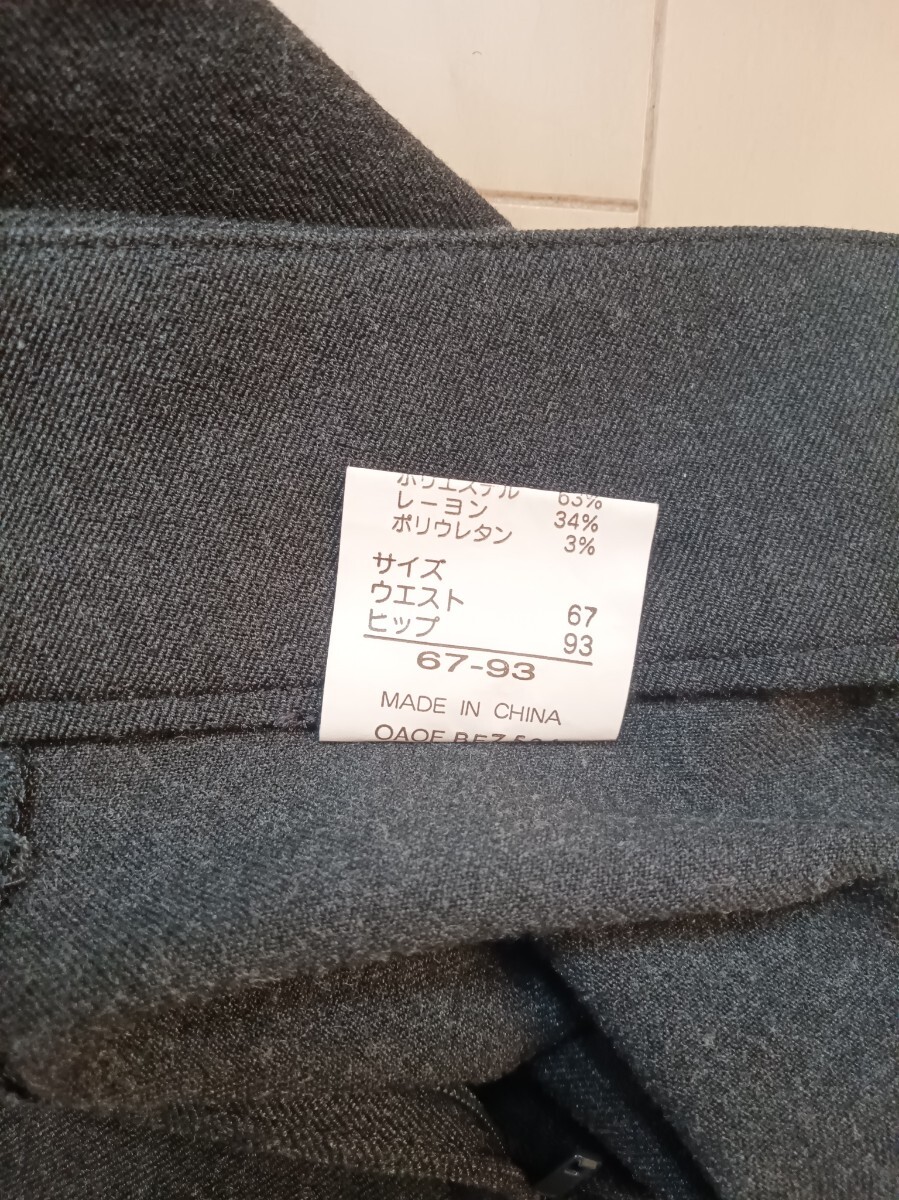 ポリエステル 63%
レーヨン 34%
ポリウレタン 3%
サイズ
ウエスト 67
ヒップ 93
67-93
MADE IN CHINA